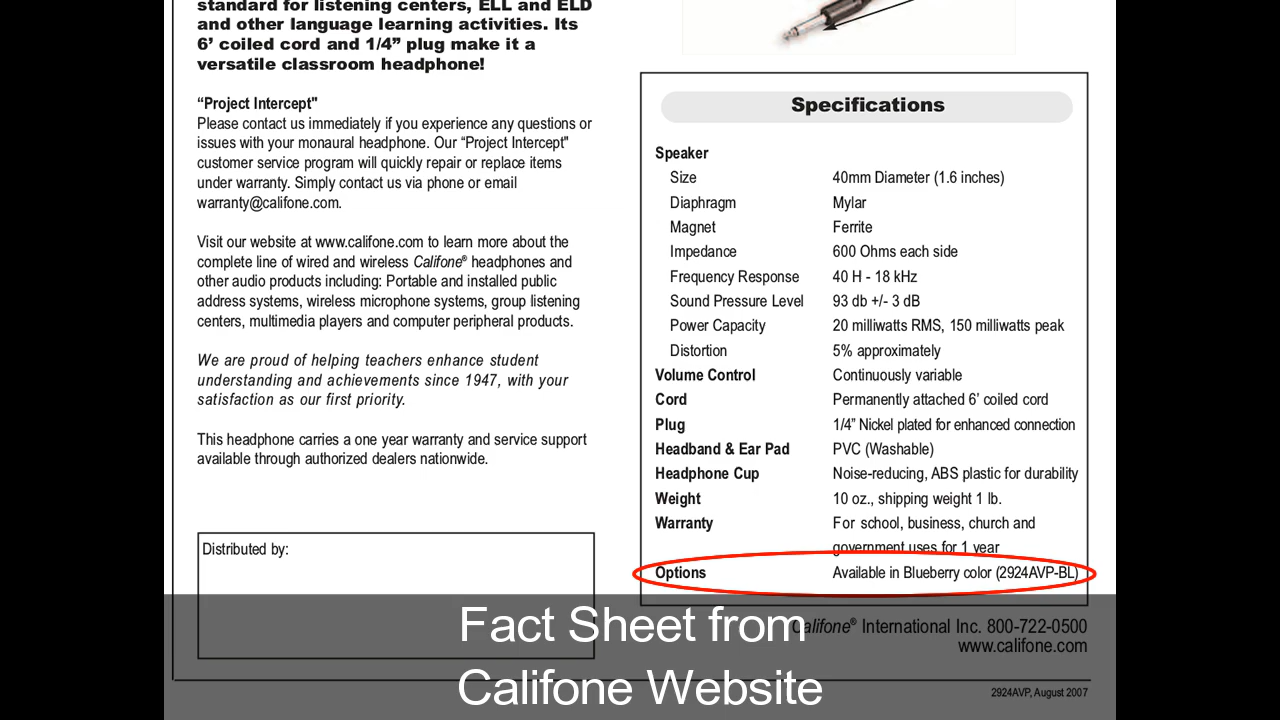 standard for listening centers, ELL and ELD
and other language learning activities. Its
6’ coiled cord and 1/4” plug make it a
versatile classroom headphone!
“Project Intercept"
Please contact us immediately if you experience any questions or
issues with your monaural headphone. Our “Project Intercept"
customer service program will quickly repair or replace items
under warranty. Simply contact us via phone or email
warranty@califone.com.
Visit our website at www.califone.com to learn more about the
complete line of wired and wireless Califone® headphones and
other audio products including: Portable and installed public
address systems, wireless microphone systems, group listening
centers, multimedia players and computer peripheral products.
We are proud of helping teachers enhance student
understanding and achievements since 1947, with your
satisfaction as our first priority.
This headphone carries a one year warranty and service support
available through authorized dealers nationwide.
Distributed by:
Specifications
Speaker
Size 40mm Diameter (1.6 inches)
Diaphragm Mylar
Magnet Ferrite
Impedance 600 Ohms each side
Frequency Response 40 H - 18 kHz
Sound Pressure Level 93 db +/- 3 dB
Power Capacity 20 milliwatts RMS, 150 milliwatts peak
Distortion 5% approximately
Volume Control Continuously variable
Cord Permanently attached 6’ coiled cord
Plug 1/4” Nickel plated for enhanced connection
Headband & Ear Pad PVC (Washable)
Headphone Cup Noise-reducing, ABS plastic for durability
Weight 10 oz., shipping weight 1 lb.
Warranty For school, business, church and
government uses for 1 year
Options Available in Blueberry color (2924AVP-BL)
Califone® International Inc. 800-722-0500
www.califone.com
2924AVP, August 2007
Fact Sheet from
Califone Website